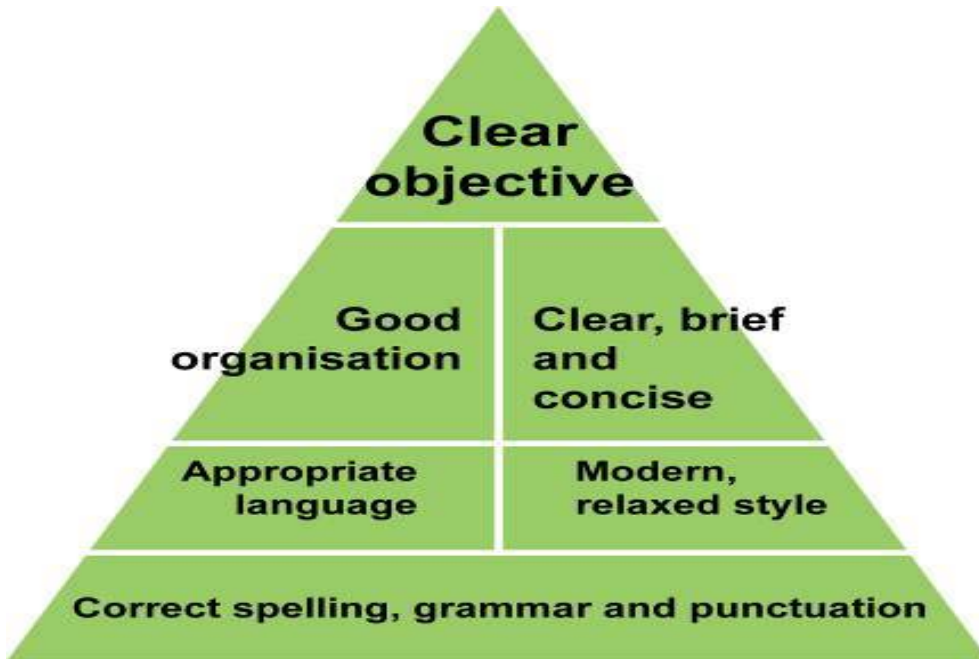 Clear
objective
Good
organisation
Clear, brief
and
concise
Appropriate
language
Modern,
relaxed style
Correct spelling, grammar and punctuation